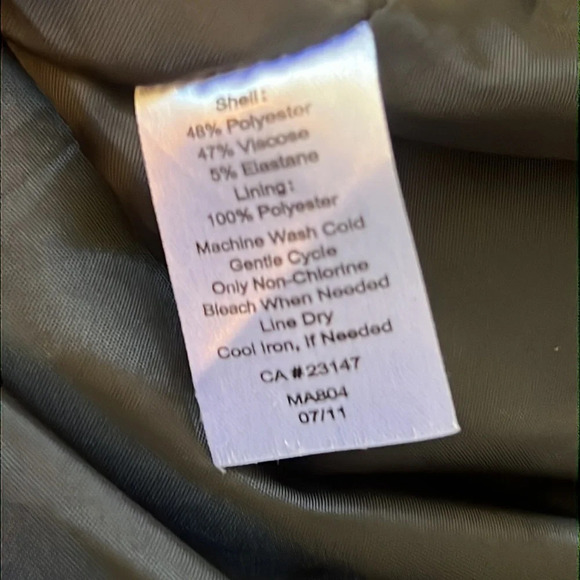 Shell:
48% Polyester
47% Viscose
5% Elastane
Lining:
100% Polyester
Machine Wash Cold
Gentle Cycle
Only Non-Chlorine
Bleach When Needed
Line Dry
Cool Iron, If Needed
CA #23147
MA804
07/11